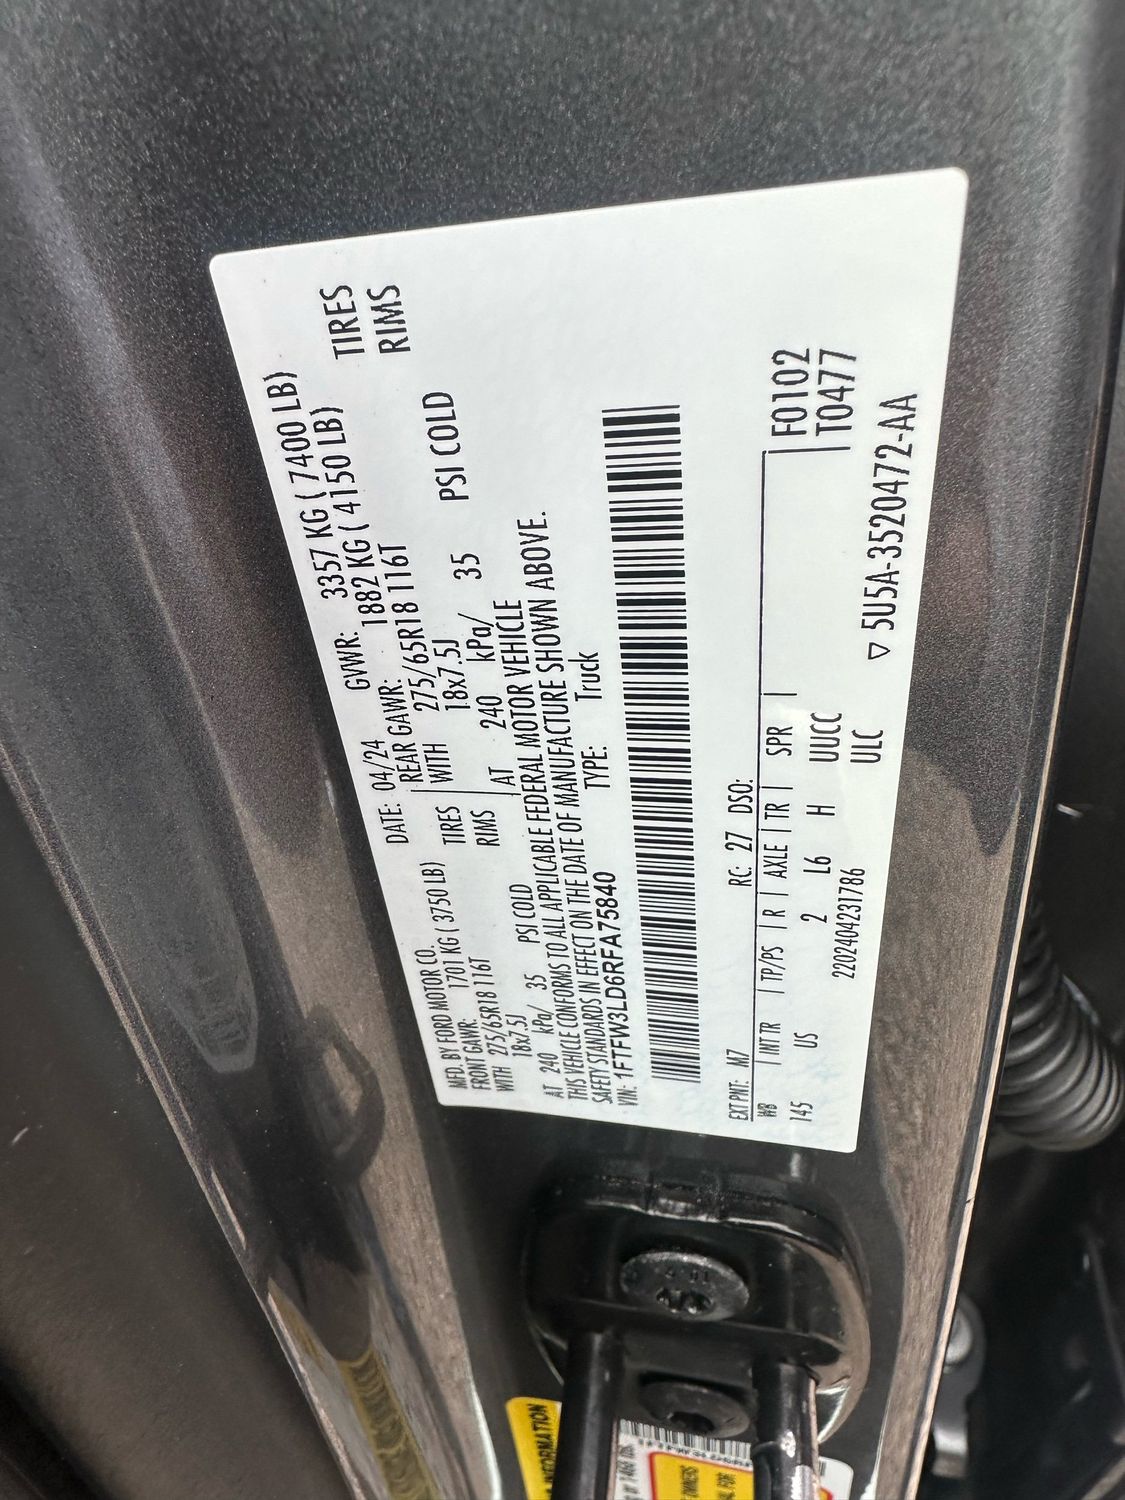 MFD. BY FORD MOTOR CO.
DATE: 04/24 GVWR: 3357 KG ( 7400 LB)
FRONT GAWR: 1701 KG ( 3750 LB) REAR GAWR: 1882 KG ( 4150 LB)
WITH 275/65R18 116T TIRES WITH 275/65R18 116T TIRES
18x7.5J RIMS 18x7.5J RIMS
AT 240 kPa/ 35 PSI COLD AT 240 kPa/ 35 PSI COLD
THIS VEHICLE CONFORMS TO ALL APPLICABLE FEDERAL MOTOR VEHICLE
SAFETY STANDARDS IN EFFECT ON THE DATE OF MANUFACTURE SHOWN ABOVE.
VIN: 1FTFW3LD6RFA75840 TYPE: Truck
EXT PNT: M7 RC: 27 DSO:
WB INT TR TP/PS R AXLE TR SPR F0102
145 US 2 L6 H UUCC T0477
ULC
2202404231786
5U5A-3520472-AA
INFORMATION